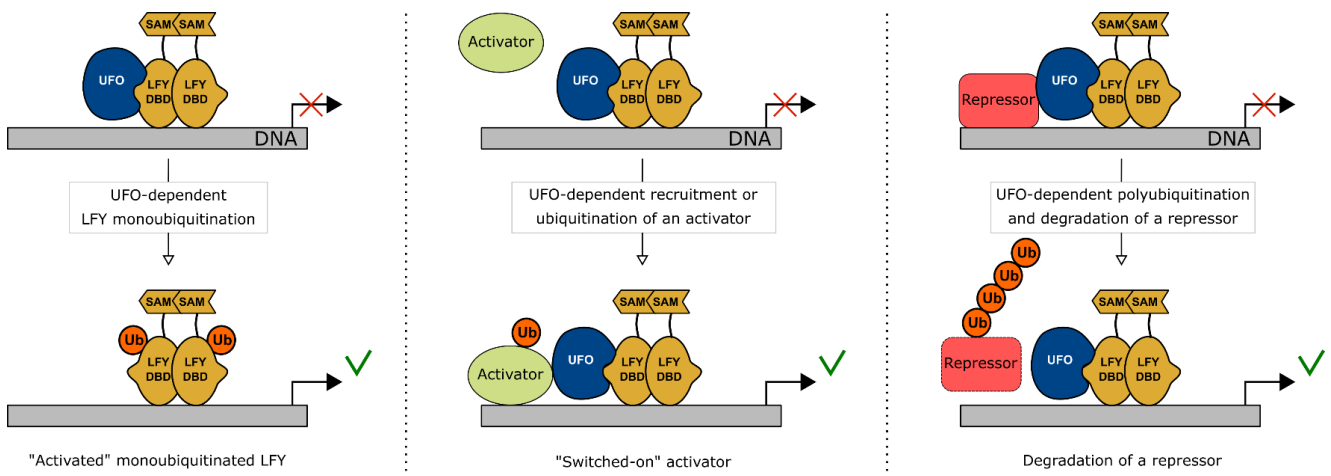 SAM SAM
UFO
LFY DBD
LFY DBD
DNA
UFO-dependent
LFY monoubiquitination
SAM SAM
Ub
Ub
LFY DBD
LFY DBD
"Activated" monoubiquitinated LFY
Activator
SAM SAM
UFO
LFY DBD
LFY DBD
DNA
UFO-dependent recruitment or
ubiquitination of an activator
SAM SAM
Ub
Activator
UFO
LFY DBD
LFY DBD
"Switched-on" activator
SAM SAM
Repressor
UFO
LFY DBD
LFY DBD
DNA
UFO-dependent polyubiquitination
and degradation of a repressor
Ub
Ub
Ub
Ub
SAM SAM
Repressor
UFO
LFY DBD
LFY DBD
Degradation of a repressor